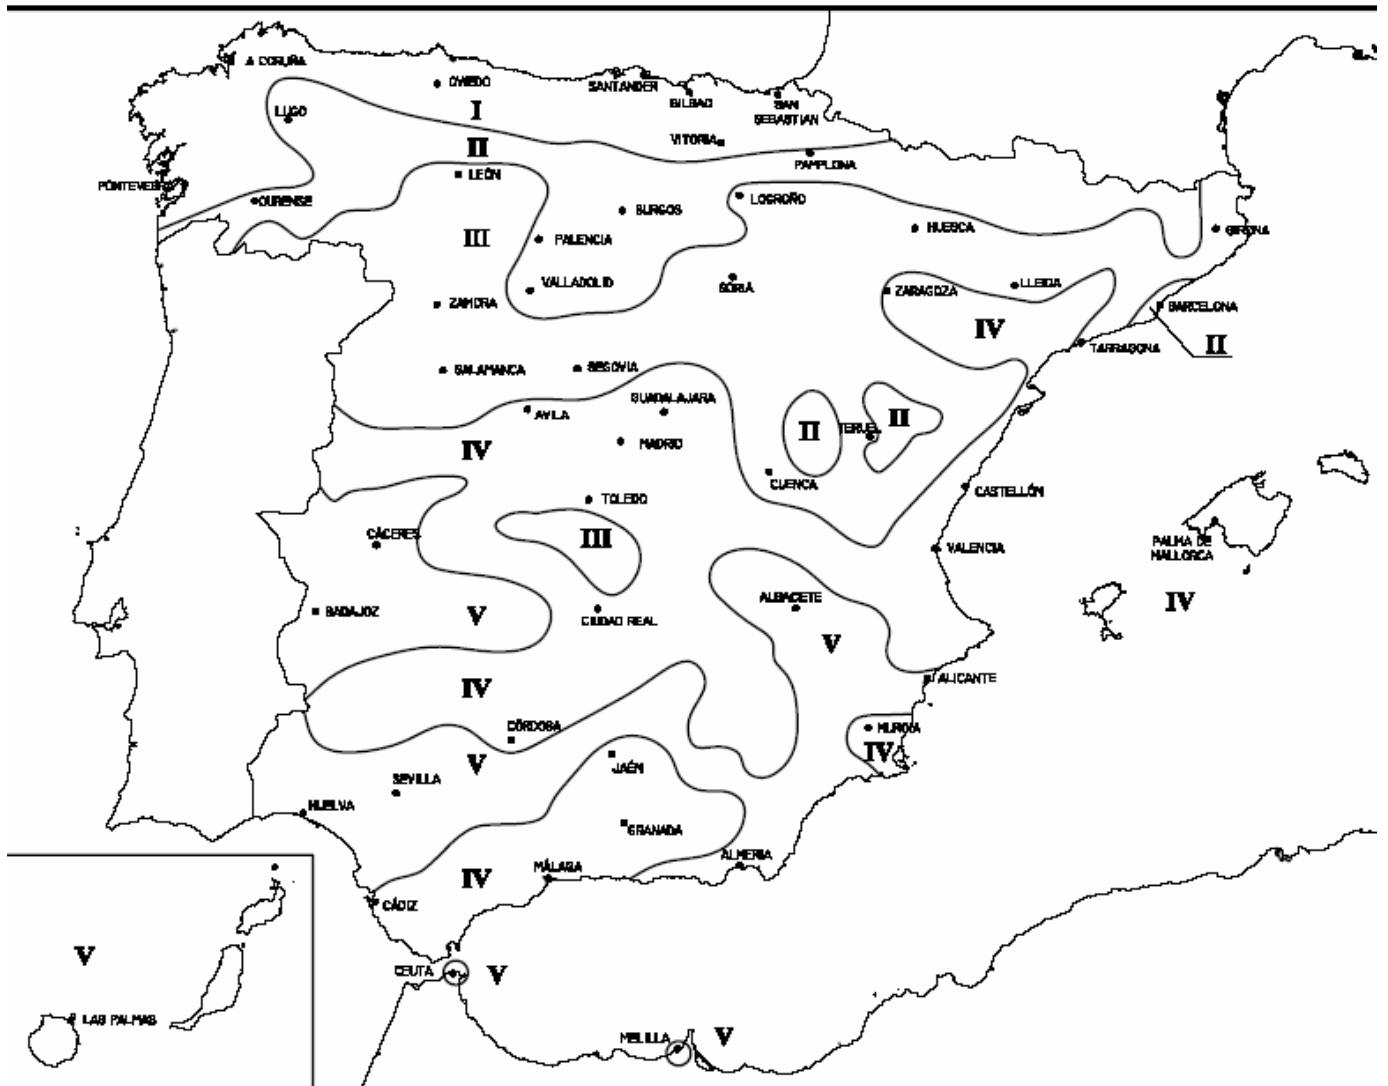 A CORUÑA
OVIEDO
SANTANDER
BILBAO
SAN
SEBASTIAN
LUGO
I
VITORIA
II
PAMPLONA
LEÓN
PONTEVEDRA
OURENSE
LOGROÑO
BURGOS
HUESCA
GIRONA
III
PALENCIA
VALLADOLID
SORIA
ZARAGOZA
LLEIDA
ZAMORA
BARCELONA
IV
II
TARRAGONA
SALAMANCA
SEGOVIA
AVILA
GUADALAJARA
II
II
TERUEL
IV
MADRID
CUENCA
TOLEDO
CASTELLÓN
CÁCERES
III
VALENCIA
PALMA DE
MALLORCA
ALBACETE
IV
BADAJOZ
V
CIUDAD REAL
V
IV
ALICANTE
CÓRDOBA
MURCIA
IV
V
JAÉN
SEVILLA
HUELVA
GRANADA
ALMERIA
MÁLAGA
IV
CÁDIZ
V
CEUTA
V
LAS PALMAS
MELILLA
V